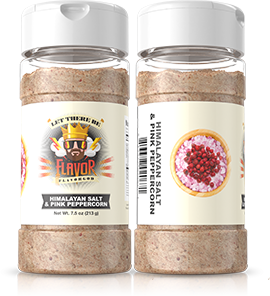 LET THERE BE
FLAVOR
HIMALAYAN SALT
& PINK PEPPERCORN
Net Wt. 7.5 oz (213 g)
HIMALAYAN SALT
& PINK PEPPERCORN